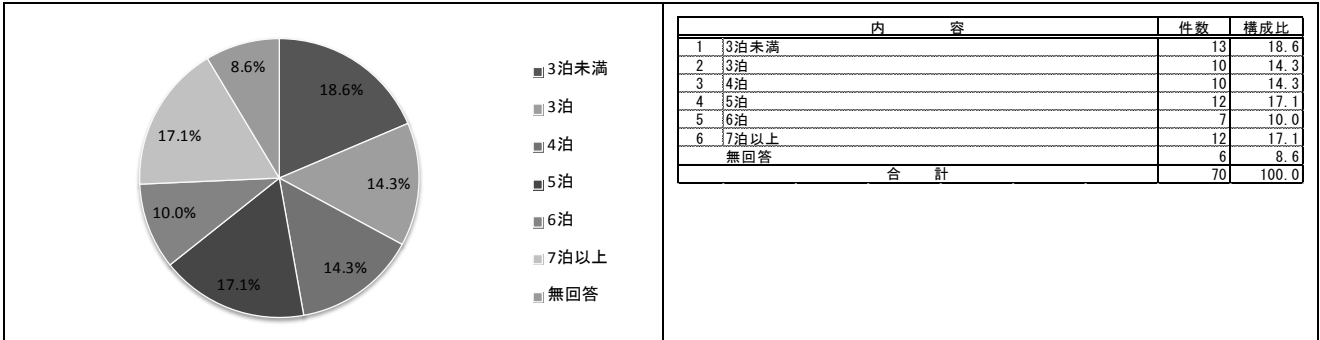 8.6%
18.6%
17.1%
14.3%
10.0%
14.3%
17.1%
3泊未満
3泊
4泊
5泊
6泊
7泊以上
無回答
内 容 件数 構成比
1 3泊未満 13 18.6
2 3泊 10 14.3
3 4泊 10 14.3
4 5泊 12 17.1
5 6泊 7 10.0
6 7泊以上 12 17.1
無回答 6 8.6
合 計 70 100.0